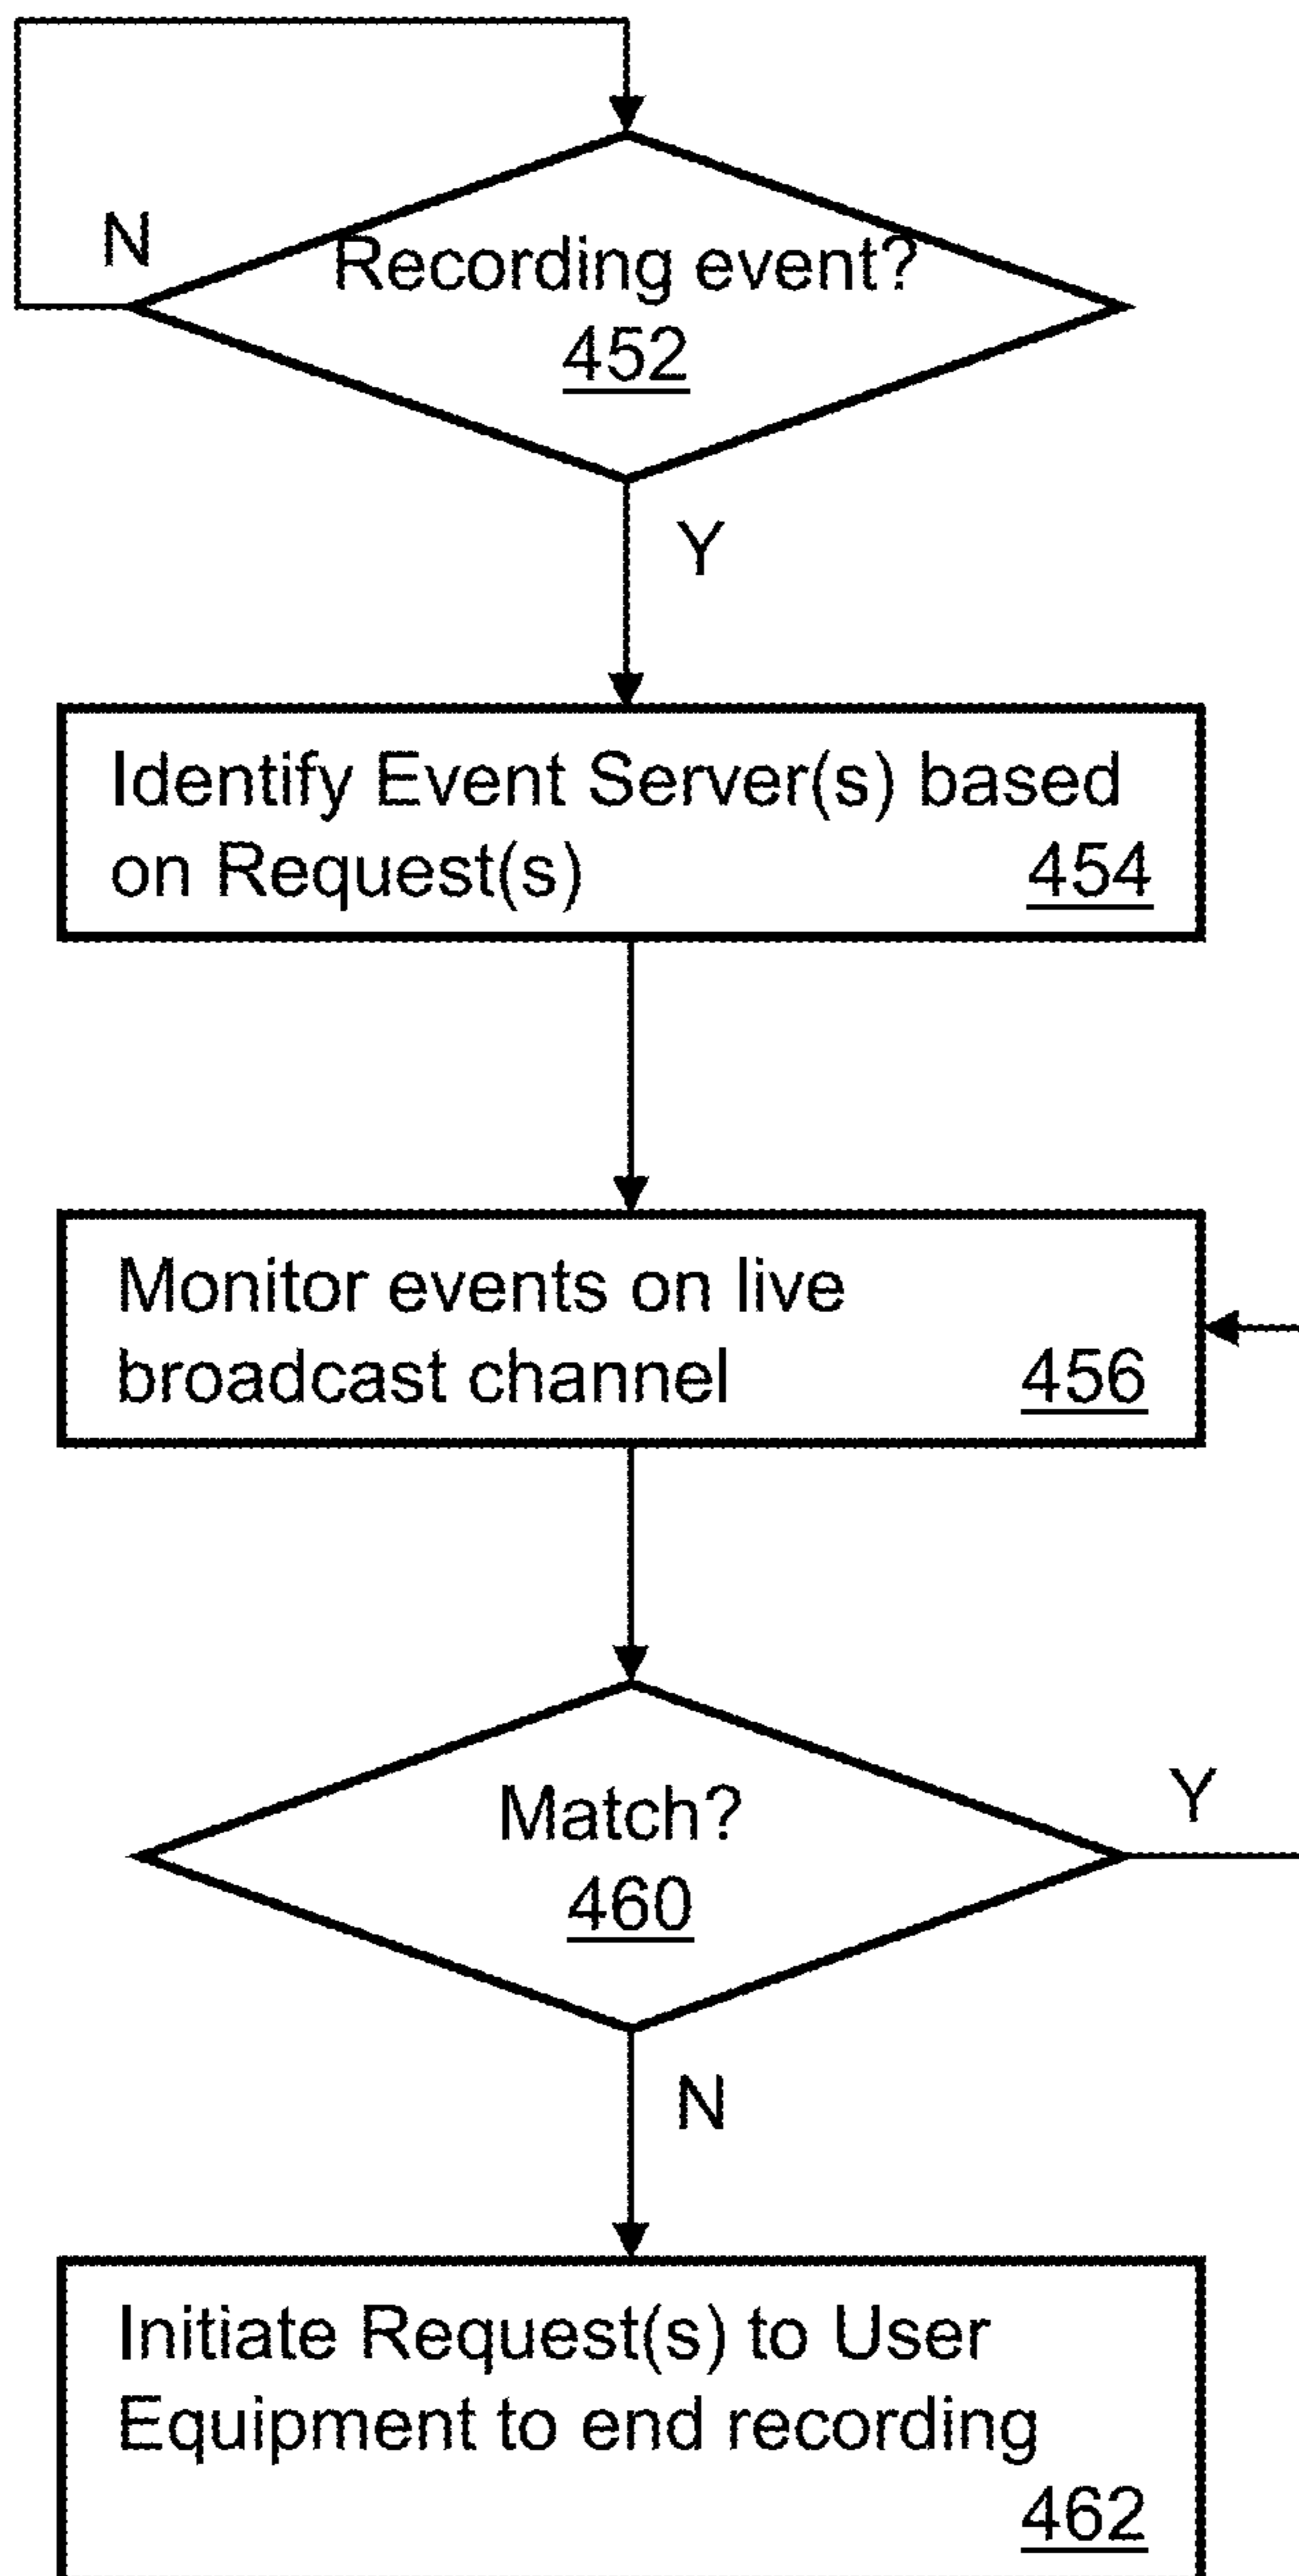 N
Recording event?
452
Y
Identify Event Server(s) based
on Request(s) 454
Monitor events on live
broadcast channel 456
Match?
460
Y
N
Initiate Request(s) to User
Equipment to end recording
462